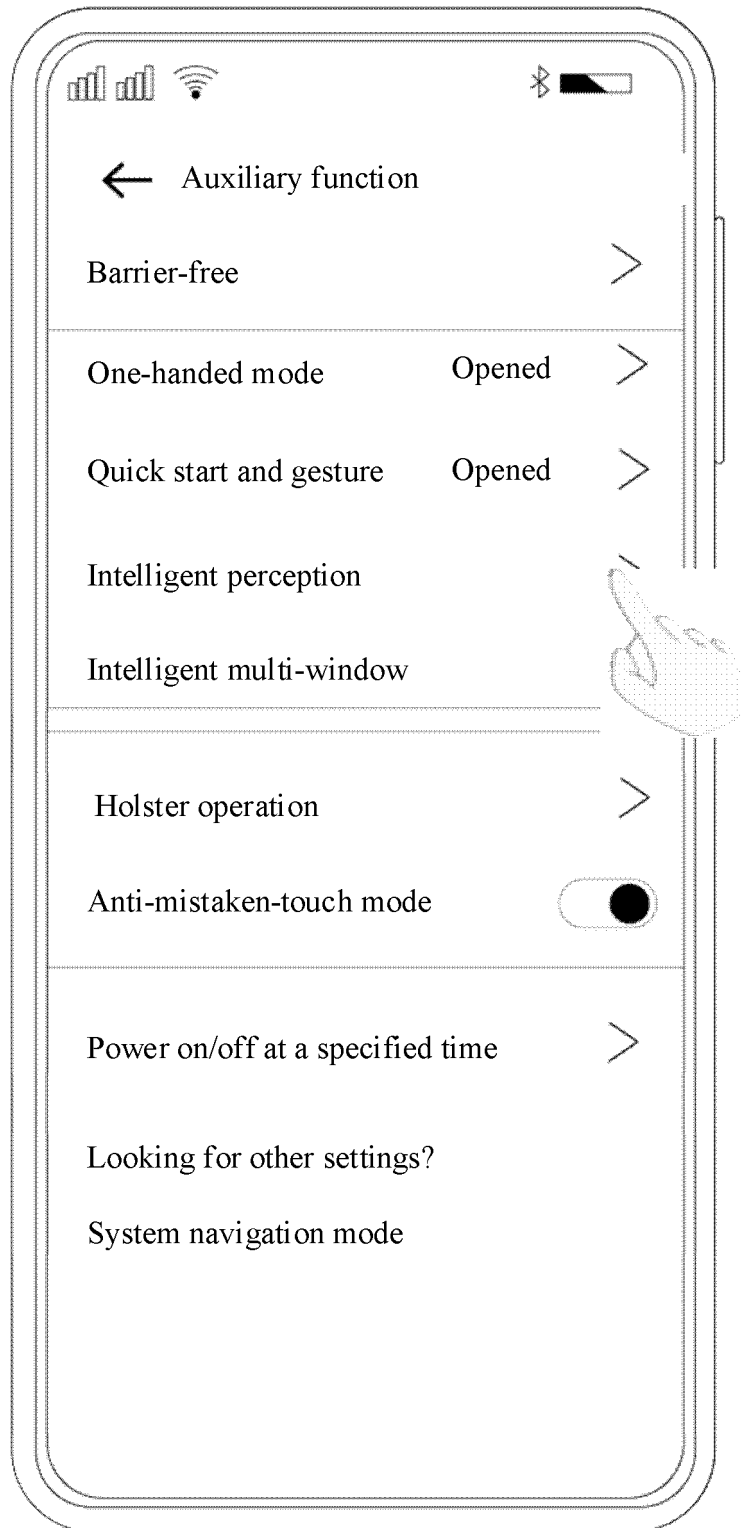 Auxiliary function
Barrier-free
One-handed mode Opened
Quick start and gesture Opened
Intelligent perception
Intelligent multi-window
Holster operation
Anti-mistaken-touch mode
Power on/off at a specified time
Looking for other settings?
System navigation mode